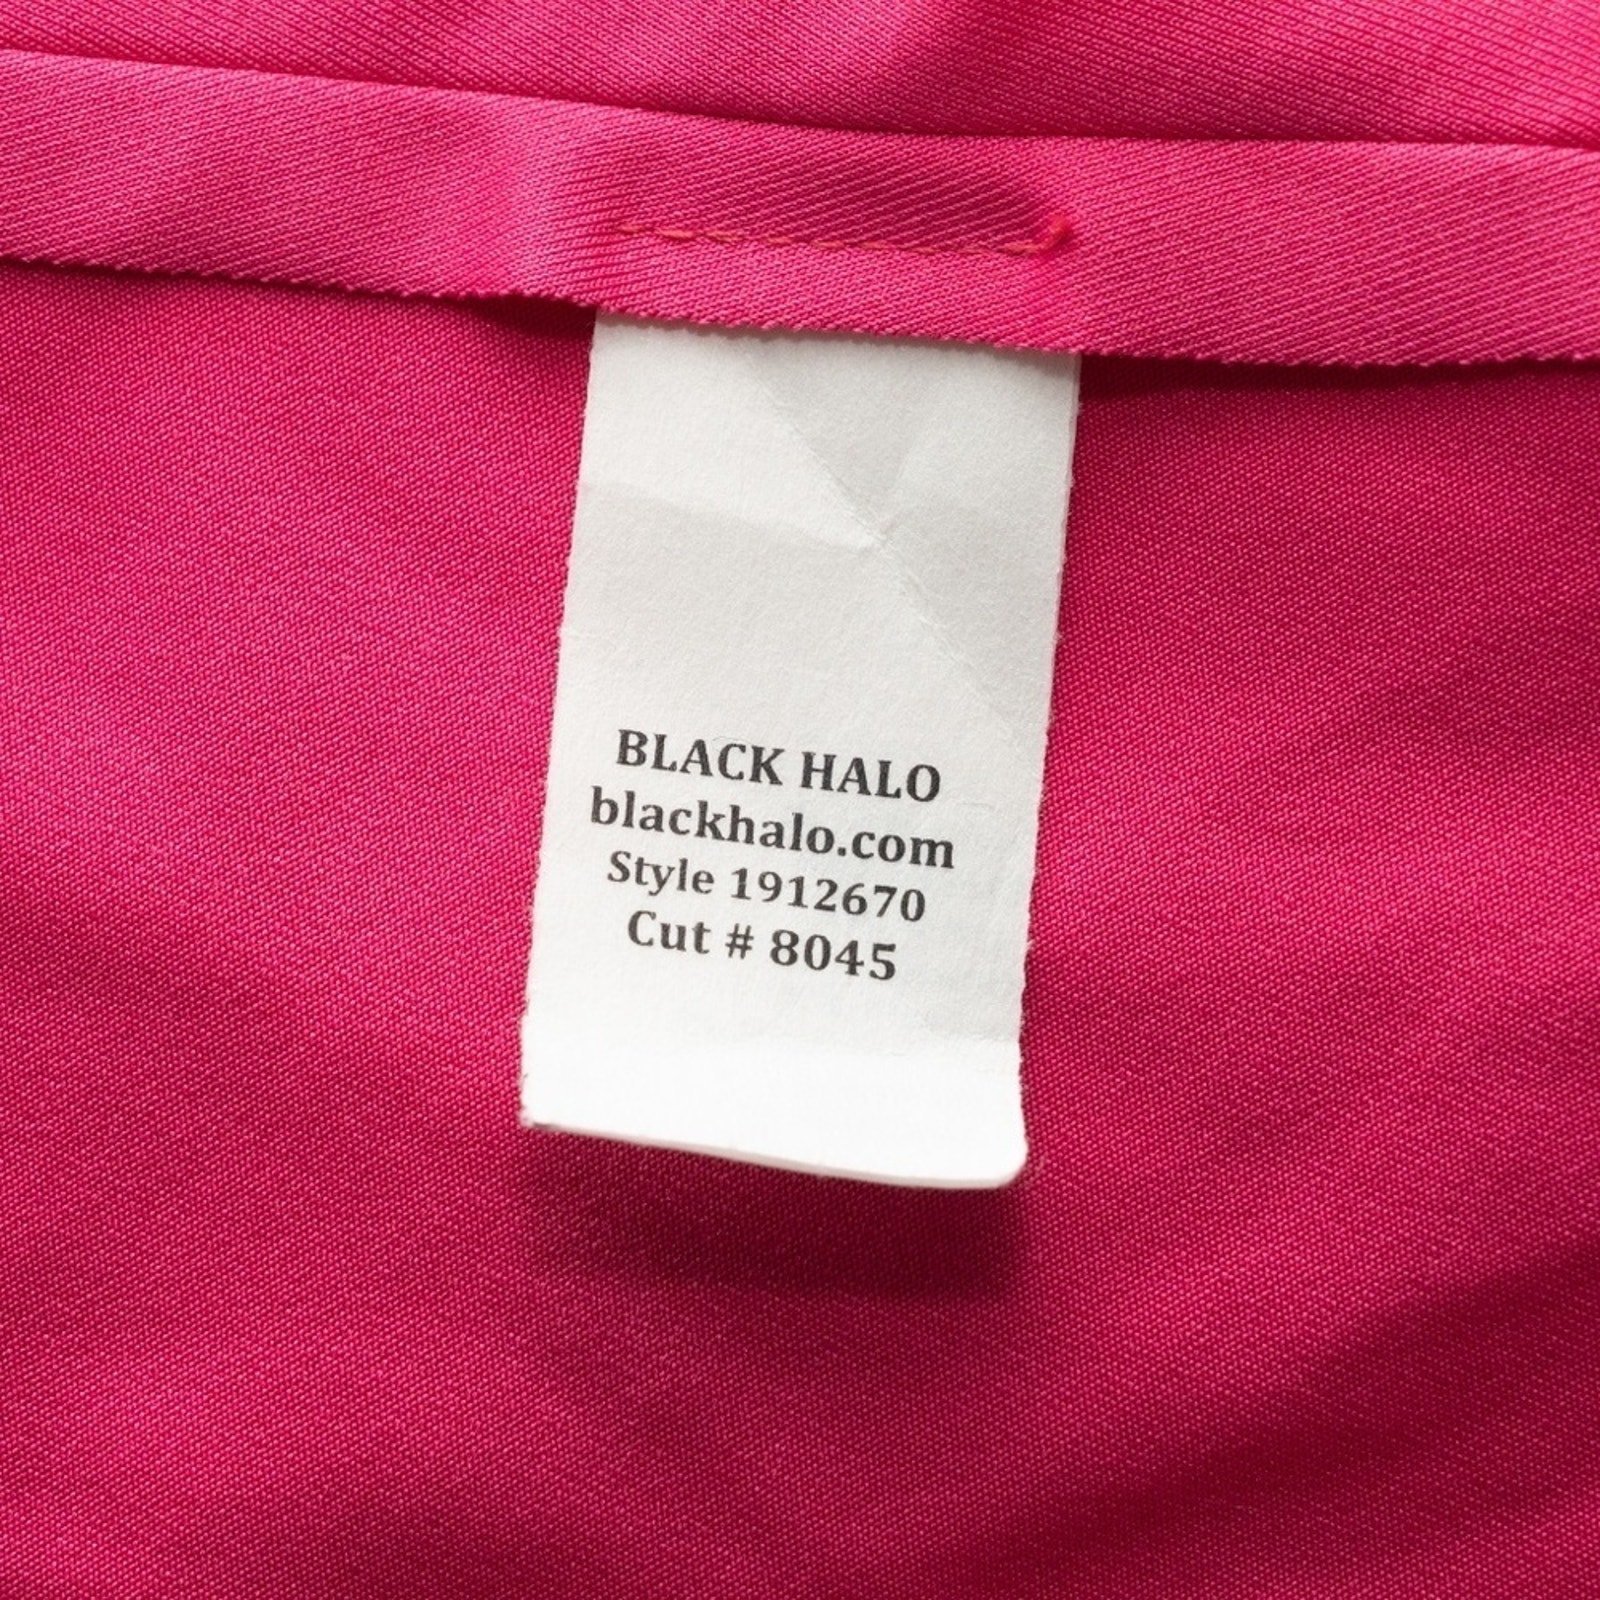 BLACK HALO
blackhalo.com
Style 1912670
Cut # 8045